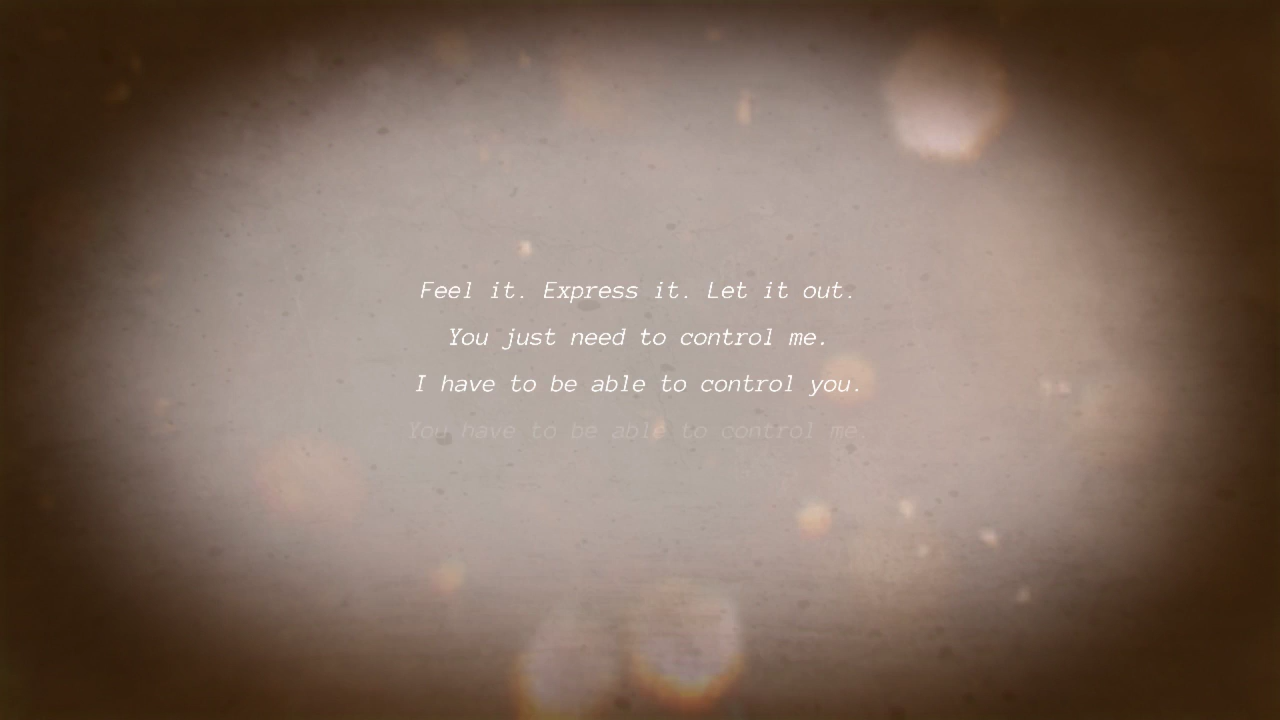 Feel it. Express it. Let it out.
You just need to control me.
I have to be able to control you.
You have to be able to control me.